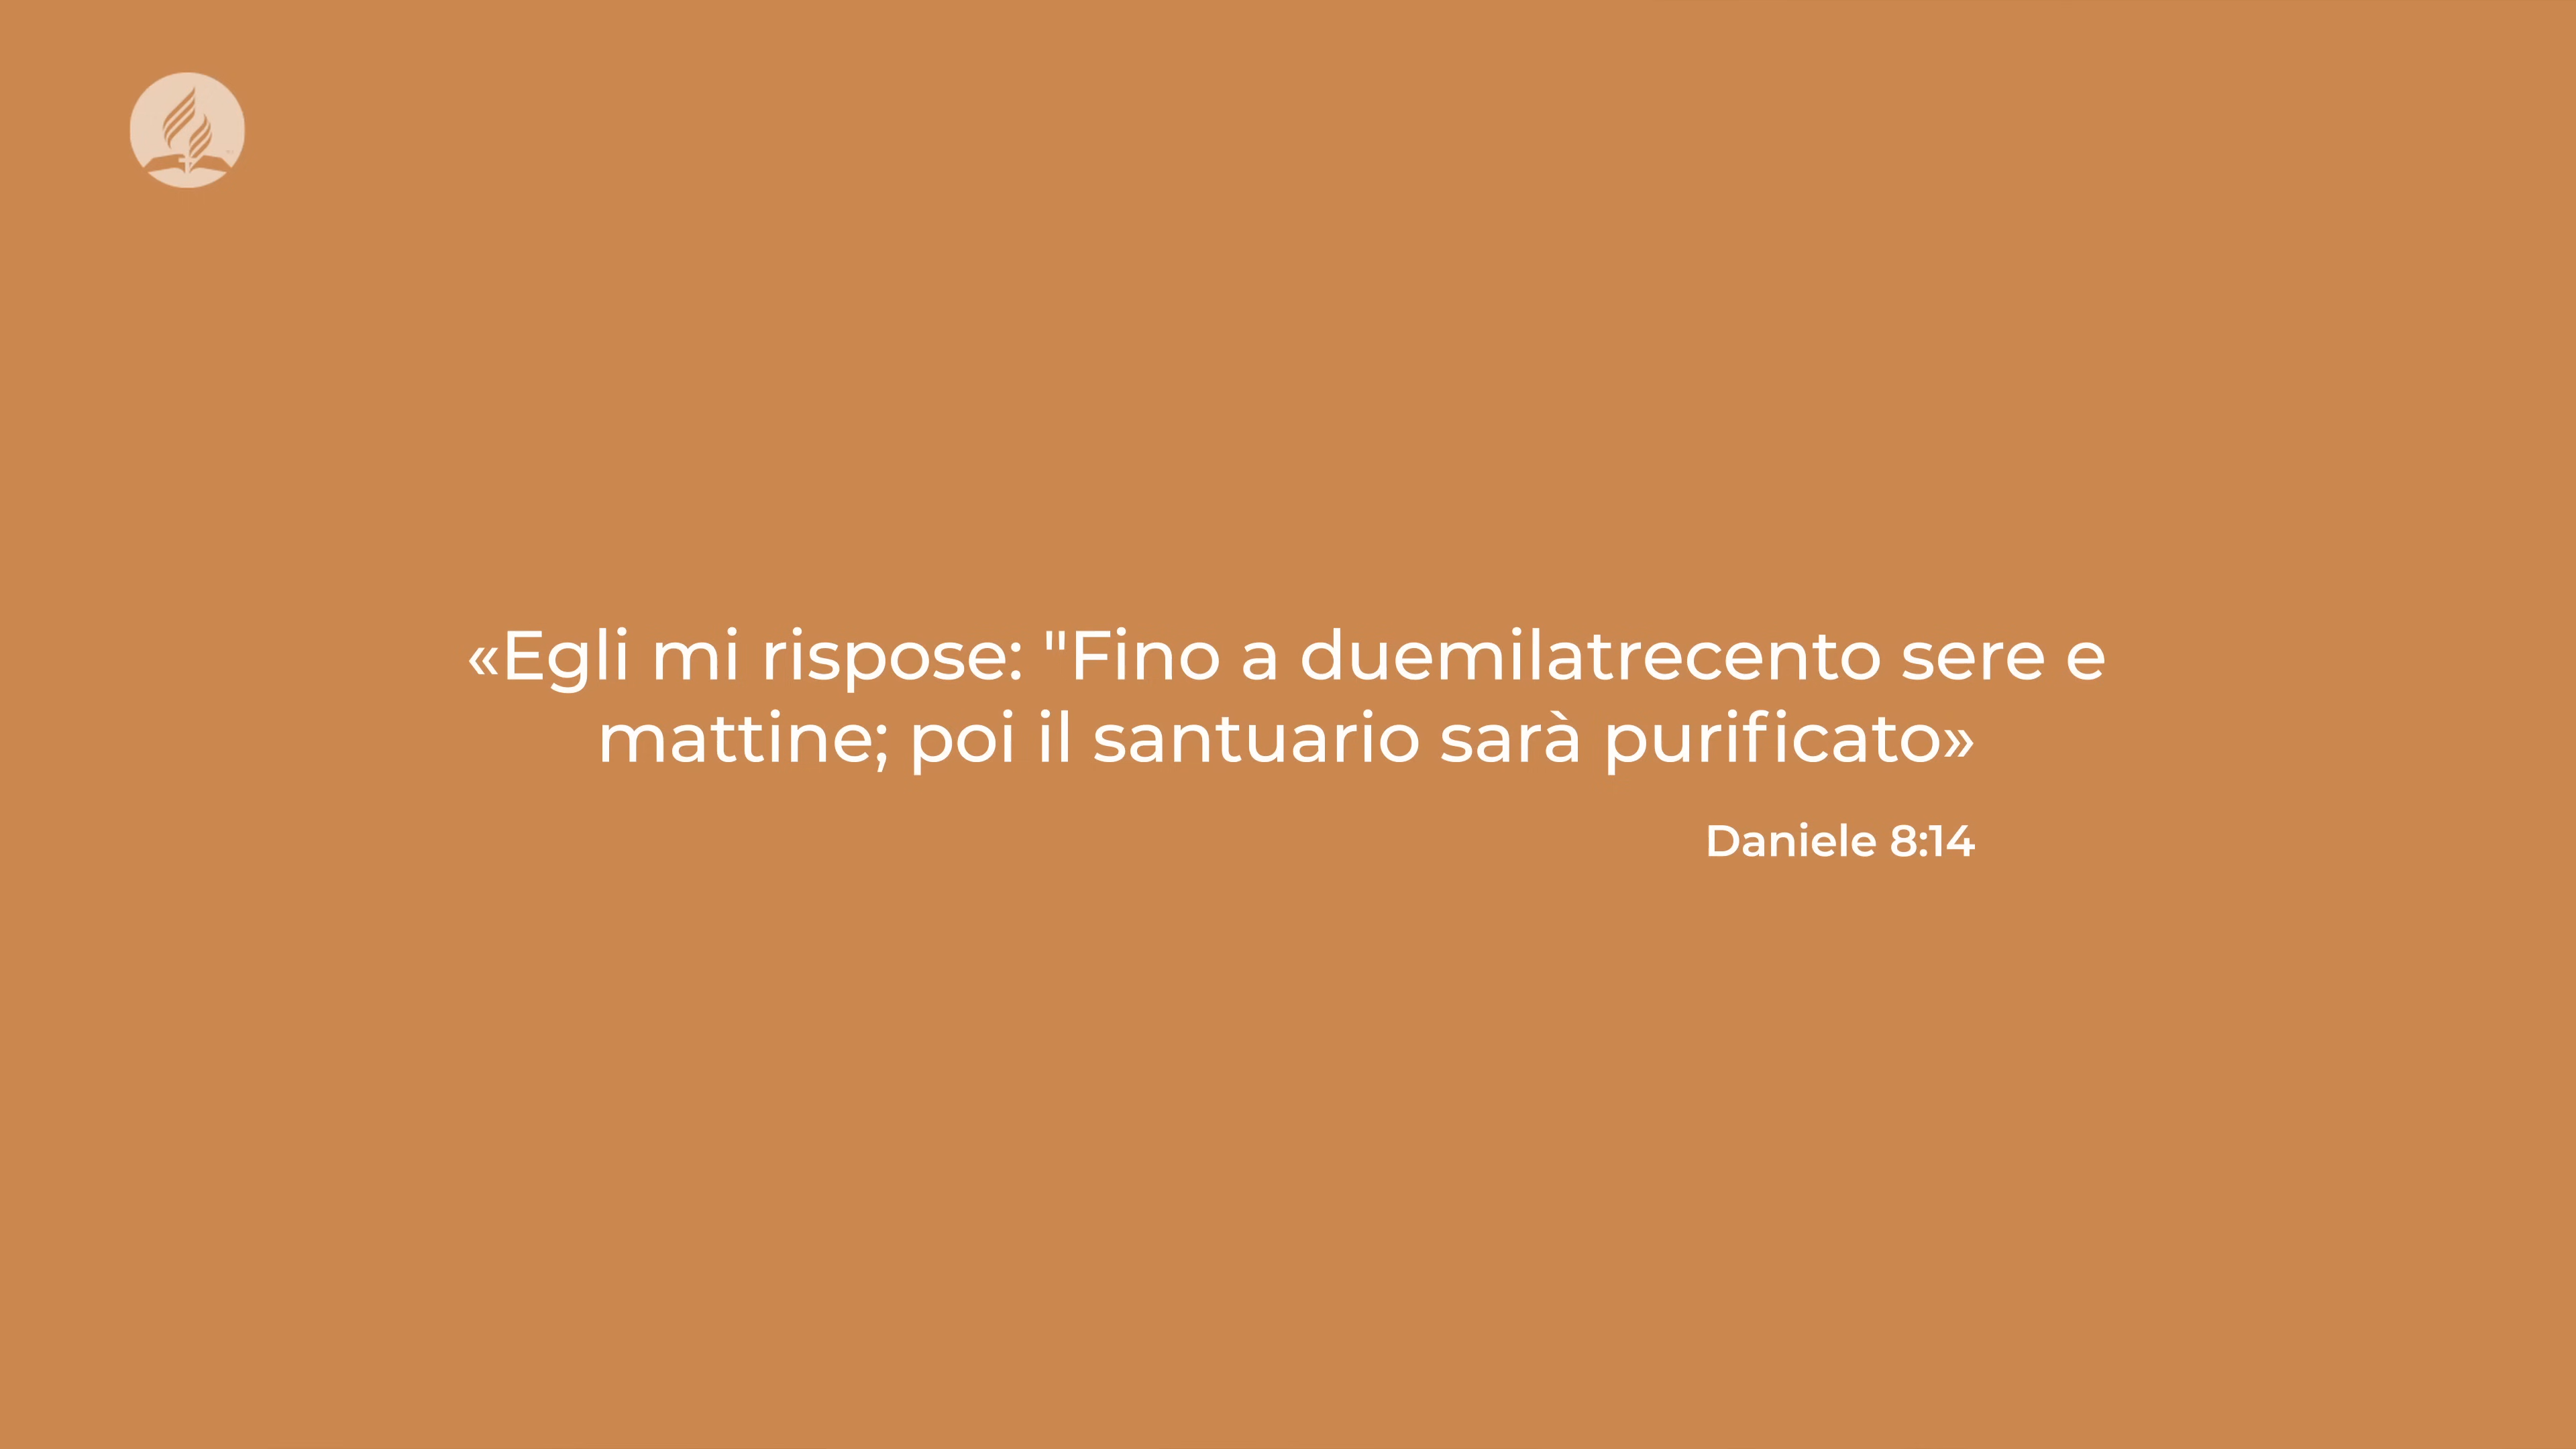 «Egli mi rispose: "Fino a duemilatrecento sere e
mattine; poi il santuario sarà purificato»
Daniele 8:14